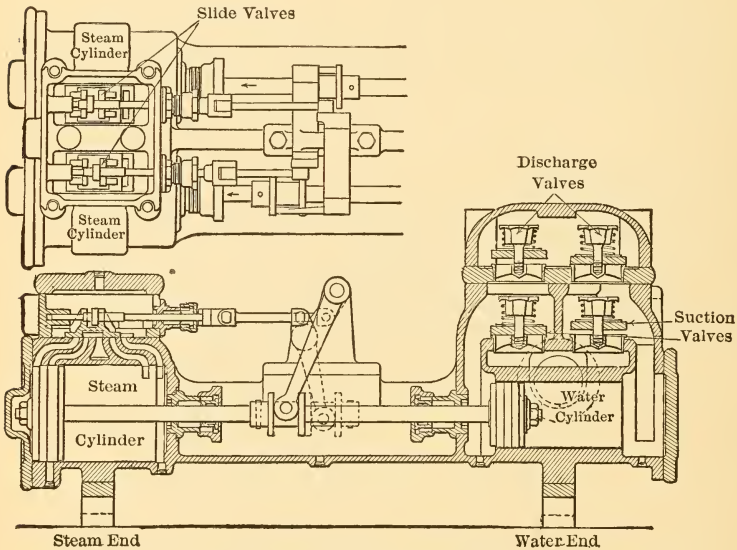 Slide Valves
Steam
Cylinder
Steam
Cylinder
Discharge
Valves
Suction
Valves
Steam
Cylinder
Water
Cylinder
Steam End
Water End